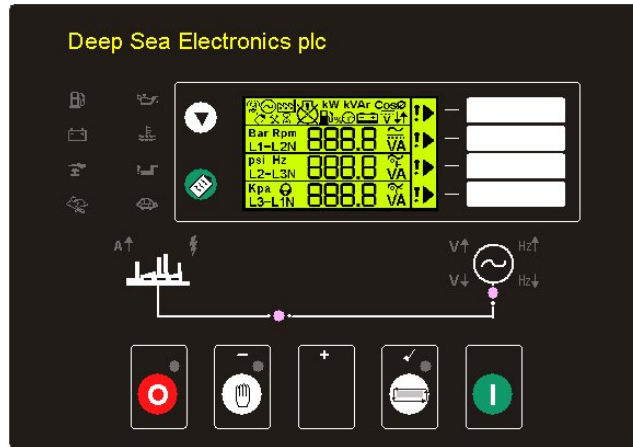 Deep Sea Electronics plc
kW kVAr CosØ
V
Bar Rpm
L1-L2N 888.8 VA
psi Hz
L2-L3N 888.8 VA
Kpa
L3-L1N 888.8 VA
A V Hz
V Hz
- +
O I